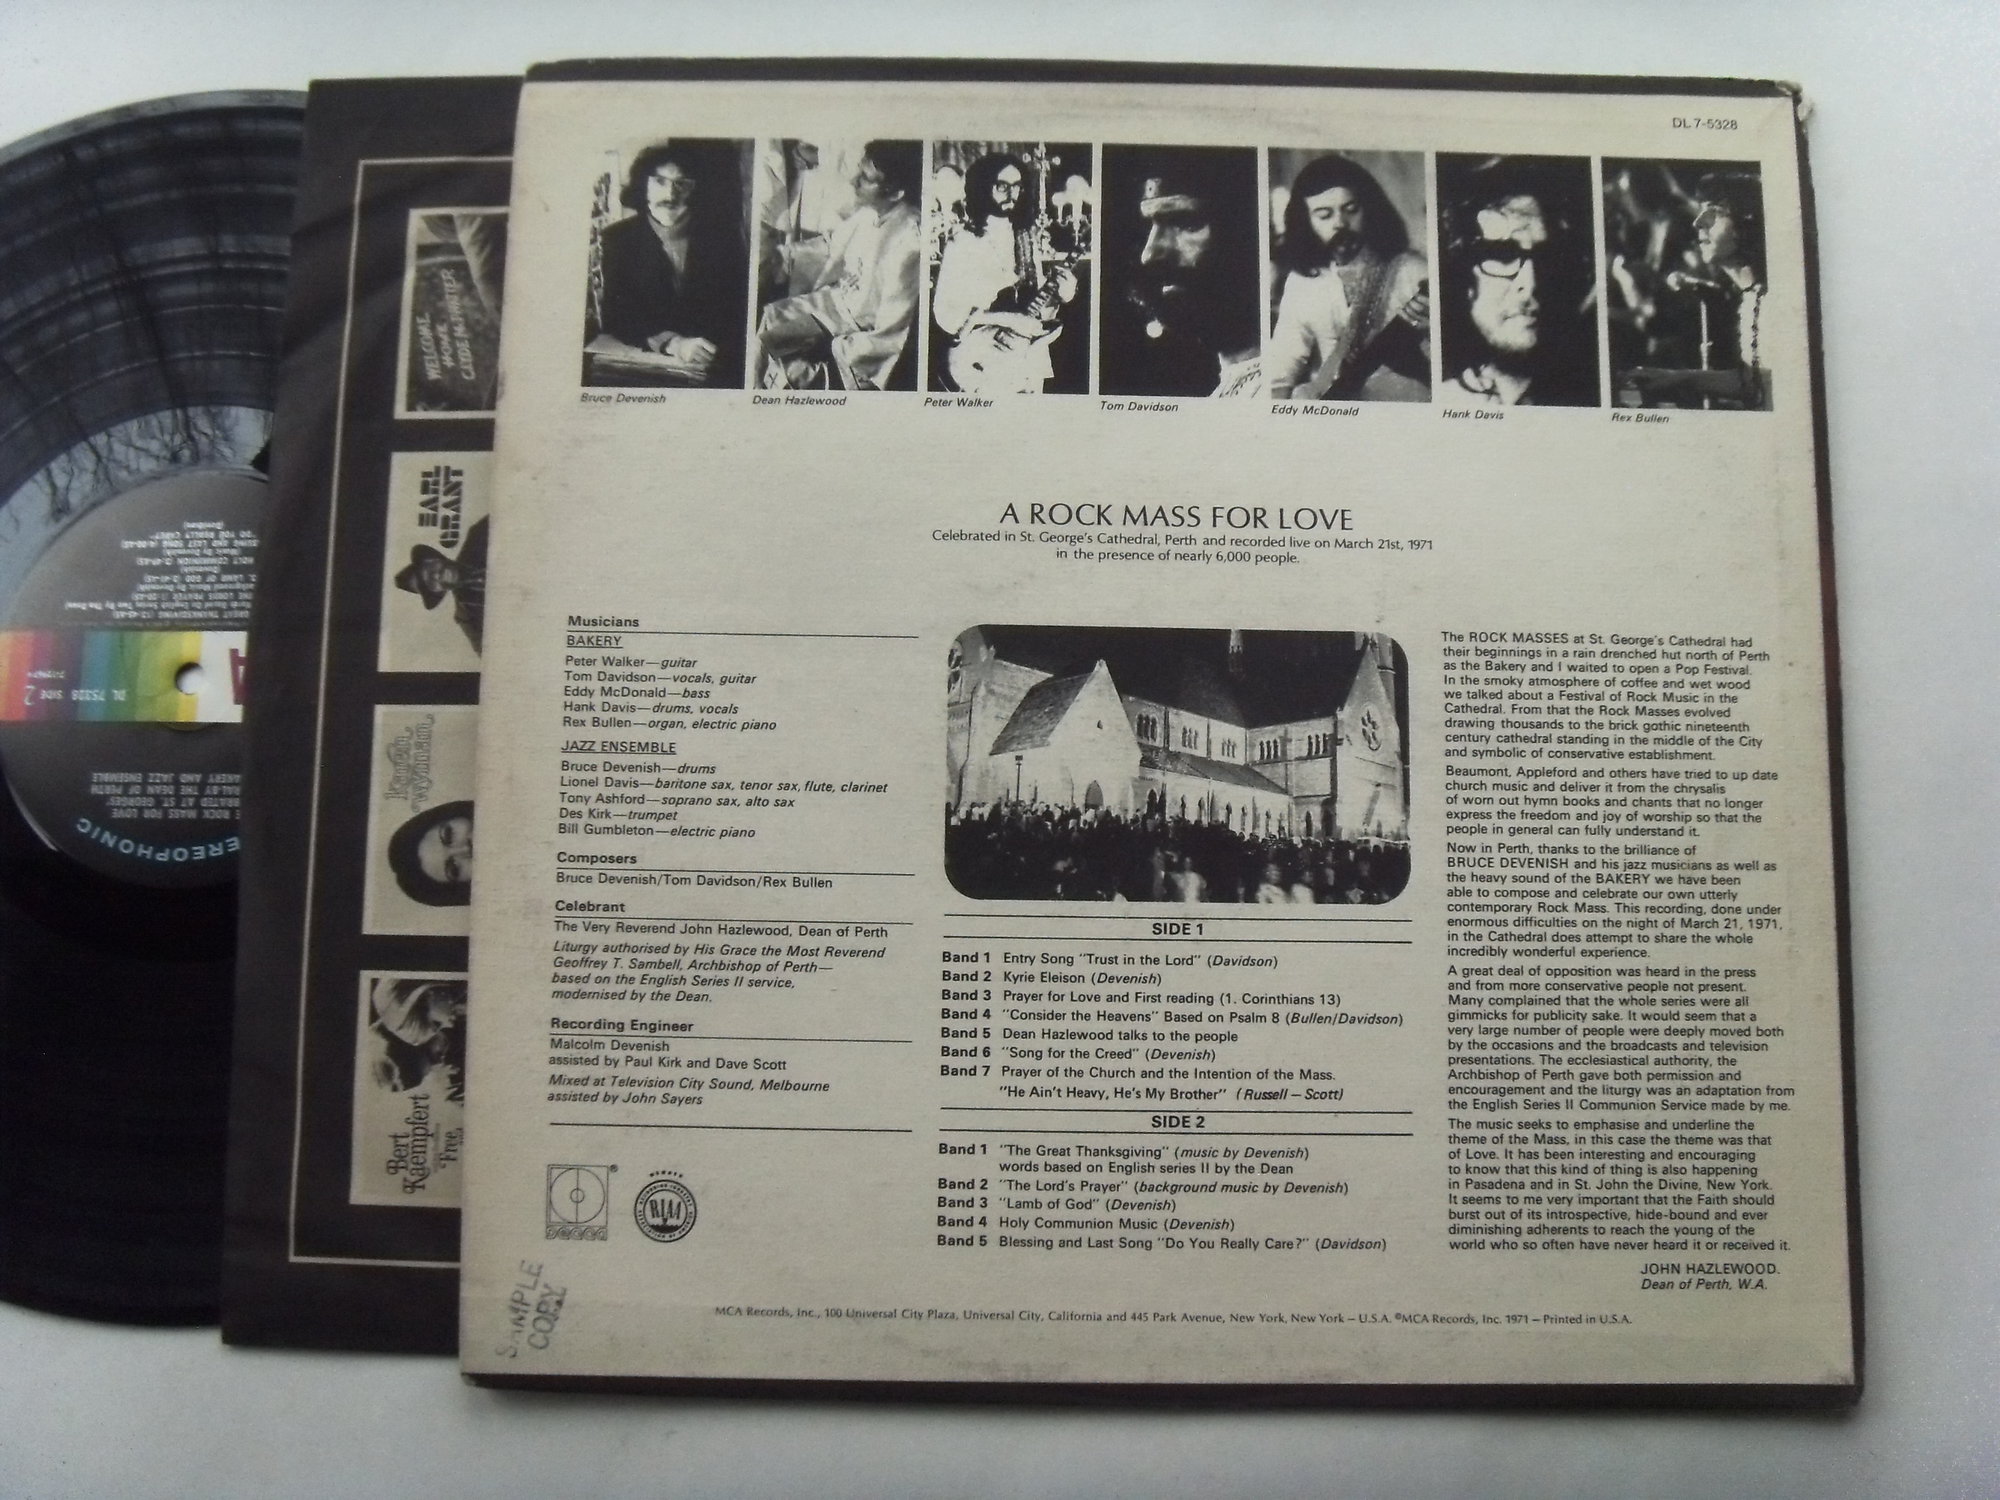 DL 7-5328
Bruce Devenish
Dean Hazlewood
Peter Walker
Tom Davidson
Eddy McDonald
Hank Davis
Rex Bullen
A ROCK MASS FOR LOVE
Celebrated in St. George's Cathedral, Perth and recorded live on March 21st, 1971
in the presence of nearly 6,000 people.
Musicians
BAKERY
Peter Walker—guitar
Tom Davidson—vocals, guitar
Eddy McDonald—bass
Hank Davis—drums, vocals
Rex Bullen—organ, electric piano
JAZZ ENSEMBLE
Bruce Devenish—drums
Lionel Davis—baritone sax, tenor sax, flute, clarinet
Tony Ashford—soprano sax, alto sax
Des Kirk—trumpet
Bill Gumbleton—electric piano
Composers
Bruce Devenish/Tom Davidson/Rex Bullen
Celebrant
The Very Reverend John Hazlewood, Dean of Perth
Liturgy authorised by His Grace the Most Reverend
Geoffrey T. Sambell, Archbishop of Perth—
based on the English Series II service,
modernised by the Dean.
Recording Engineer
Malcolm Devenish
assisted by Paul Kirk and Dave Scott
Mixed at Television City Sound, Melbourne
assisted by John Sayers
decca
RIAA
SAMPLE
COPY
SIDE 1
Band 1 Entry Song "Trust in the Lord" (Davidson)
Band 2 Kyrie Eleison (Devenish)
Band 3 Prayer for Love and First reading (1. Corinthians 13)
Band 4 "Consider the Heavens" Based on Psalm 8 (Bullen/Davidson)
Band 5 Dean Hazlewood talks to the people
Band 6 "Song for the Creed" (Devenish)
Band 7 Prayer of the Church and the Intention of the Mass.
"He Ain't Heavy, He's My Brother" (Russell – Scott)
SIDE 2
Band 1 "The Great Thanksgiving" (music by Devenish)
words based on English series II by the Dean
Band 2 "The Lord's Prayer" (background music by Devenish)
Band 3 "Lamb of God" (Devenish)
Band 4 Holy Communion Music (Devenish)
Band 5 Blessing and Last Song "Do You Really Care?" (Davidson)
The ROCK MASSES at St. George's Cathedral had
their beginnings in a rain drenched hut north of Perth
as the Bakery and I waited to open a Pop Festival.
In the smoky atmosphere of coffee and wet wood
we talked about a Festival of Rock Music in the
Cathedral. From that the Rock Masses evolved
drawing thousands to the brick gothic nineteenth
century cathedral standing in the middle of the City
and symbolic of conservative establishment.
Beaumont, Appleford and others have tried to up date
church music and deliver it from the chrysalis
of worn out hymn books and chants that no longer
express the freedom and joy of worship so that the
people in general can fully understand it.
Now in Perth, thanks to the brilliance of
BRUCE DEVENISH and his jazz musicians as well as
the heavy sound of the BAKERY we have been
able to compose and celebrate our own utterly
contemporary Rock Mass. This recording, done under
enormous difficulties on the night of March 21, 1971,
in the Cathedral does attempt to share the whole
incredibly wonderful experience.
A great deal of opposition was heard in the press
and from more conservative people not present.
Many complained that the whole series were all
gimmicks for publicity sake. It would seem that a
very large number of people were deeply moved both
by the occasions and the broadcasts and television
presentations. The ecclesiastical authority, the
Archbishop of Perth gave both permission and
encouragement and the liturgy was an adaptation from
the English Series II Communion Service made by me.
The music seeks to emphasise and underline the
theme of the Mass, in this case the theme was that
of Love. It has been interesting and encouraging
to know that this kind of thing is also happening
in Pasadena and in St. John the Divine, New York.
It seems to me very important that the Faith should
burst out of its introspective, hide-bound and ever
diminishing adherents to reach the young of the
world who so often have never heard it or received it.
JOHN HAZLEWOOD.
Dean of Perth, W.A.
MCA Records, Inc., 100 Universal City Plaza, Universal City, California and 445 Park Avenue, New York, New York – U.S.A. ©MCA Records, Inc. 1971 – Printed in U.S.A.
WELCOME
HOME
CLYDE McPHATTER
EARL
GRANT
karen
wyman
Bert
Kaempfert
Free
DL 75328 SIDE 2